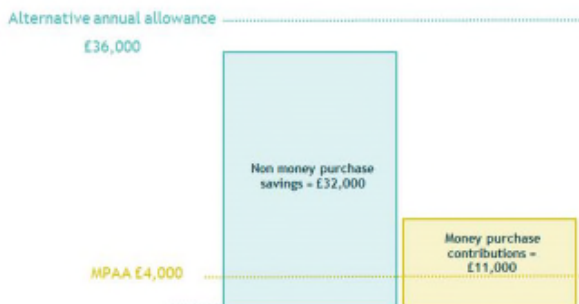 Alternative annual allowance
£36,000
Non money purchase
savings = £32,000
Money purchase
contributions =
£11,000
MPAA £4,000